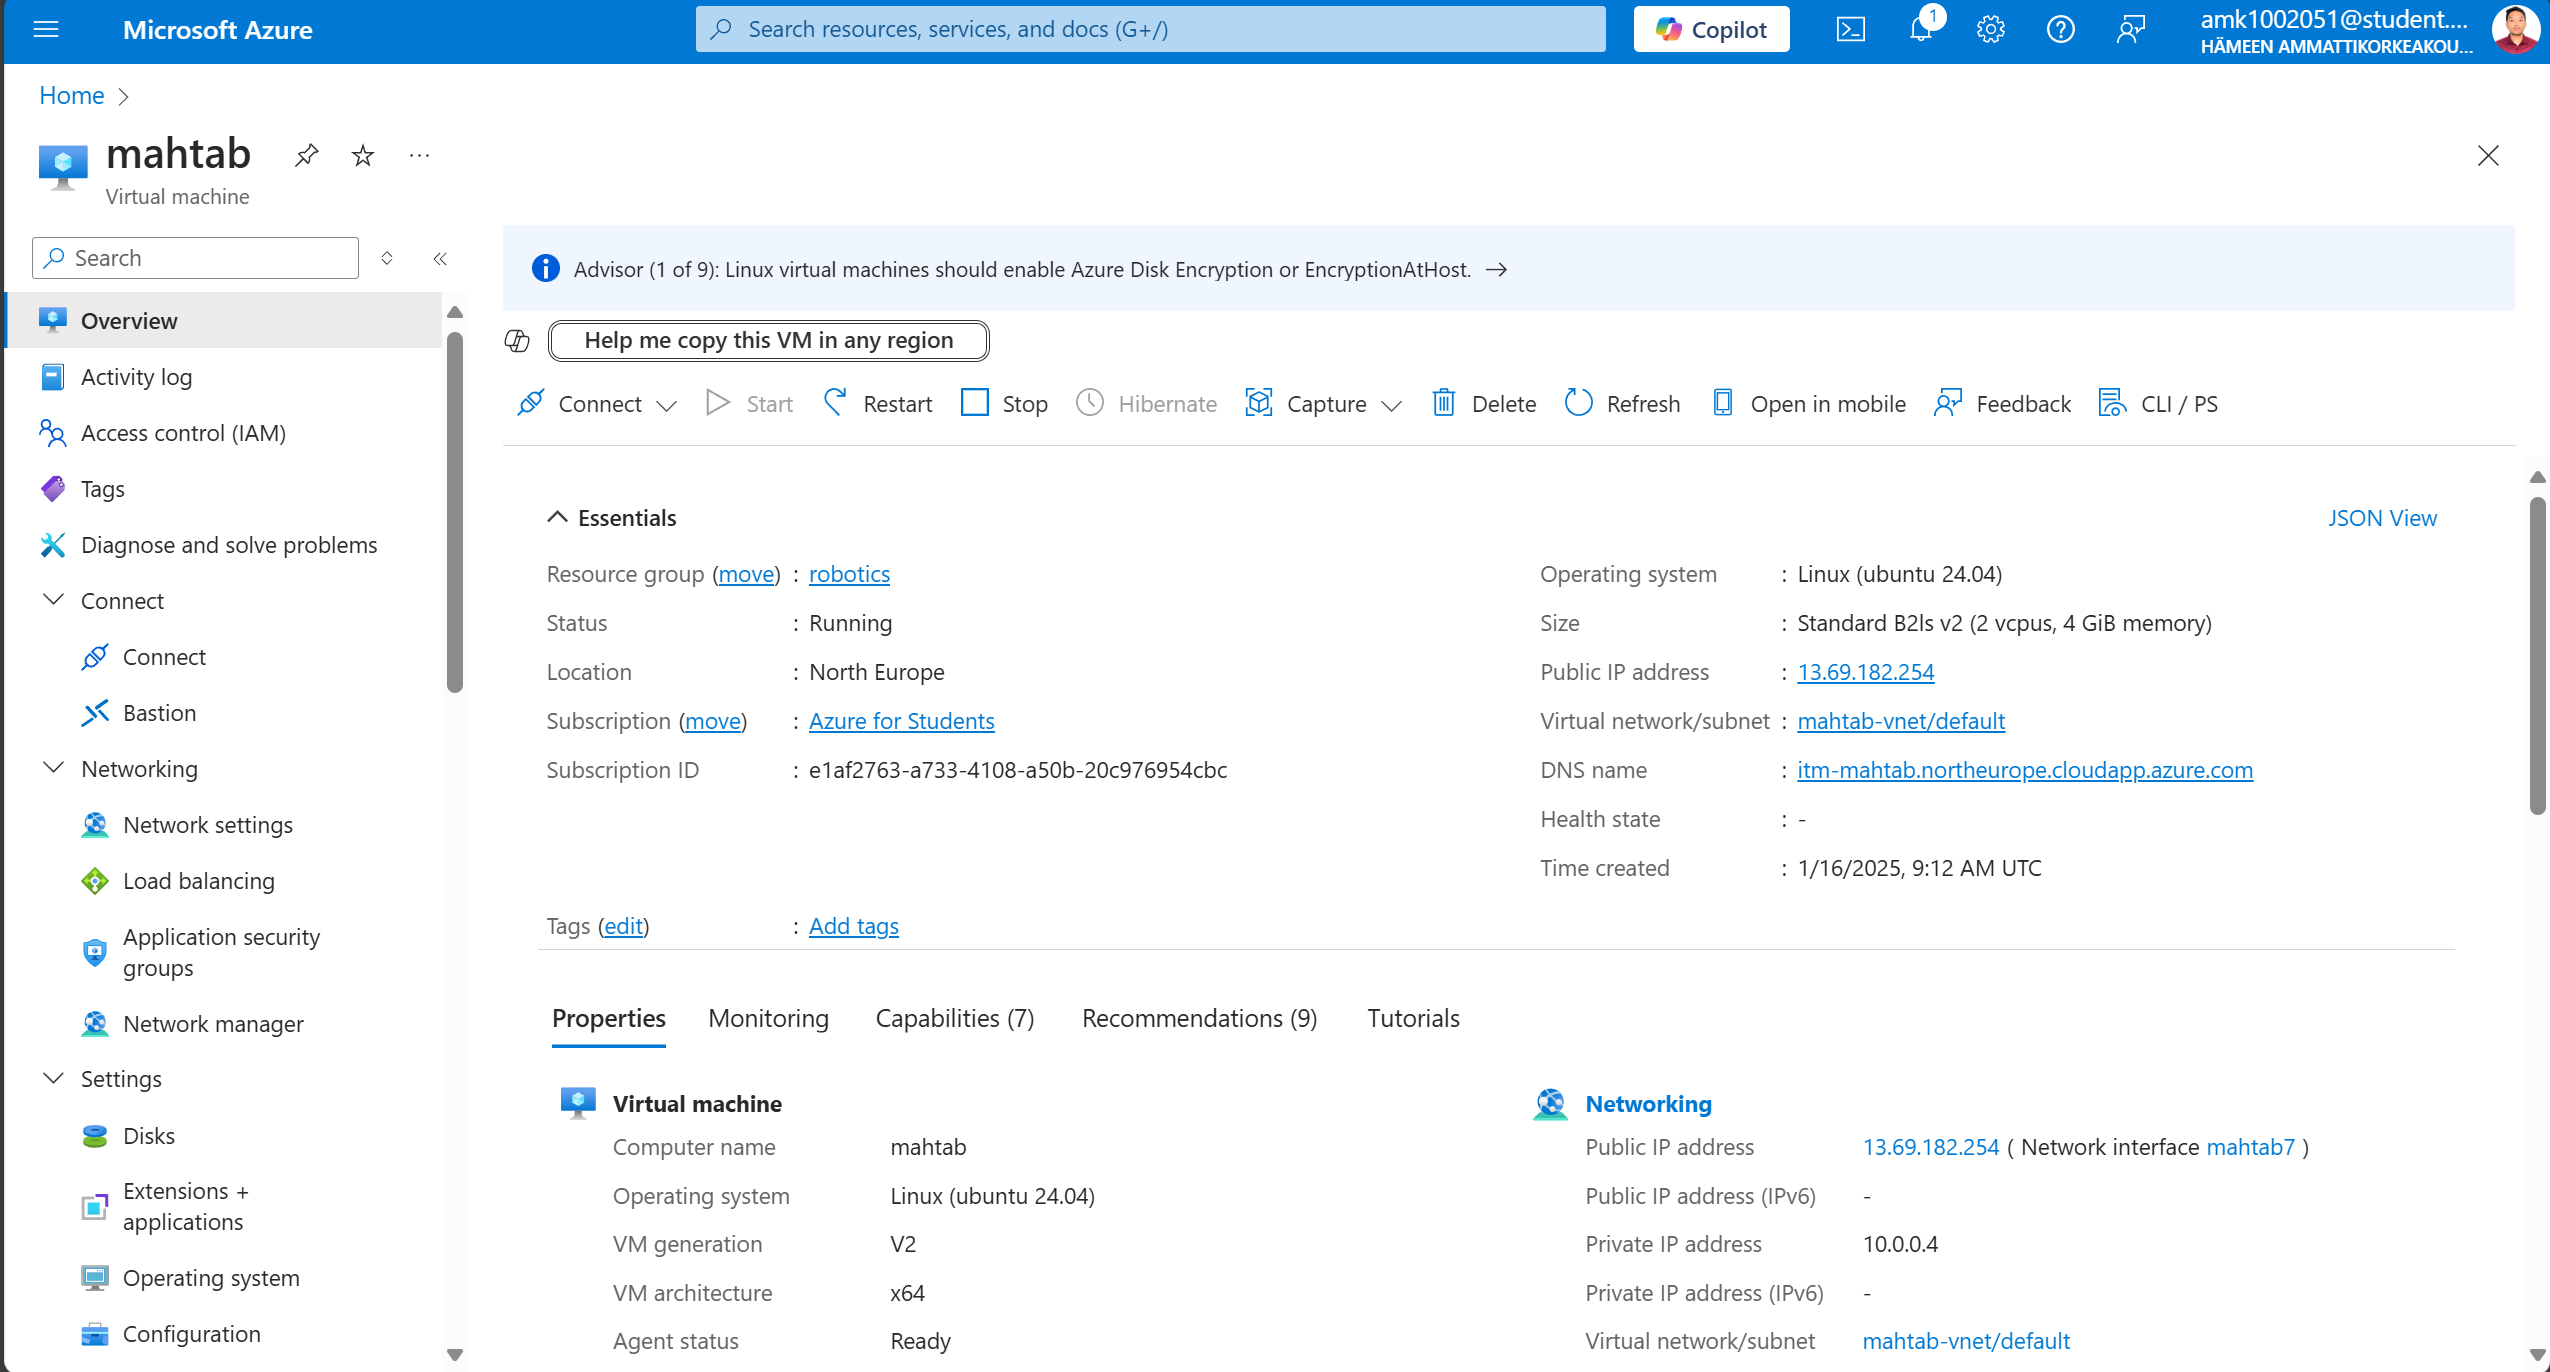 Microsoft Azure
Search resources, services, and docs (G+/)
Copilot
1
amk1002051@student....
HÄMEEN AMMATTIKORKEAKOU...
Home
mahtab
Virtual machine
Search
Overview
Activity log
Access control (IAM)
Tags
Diagnose and solve problems
Connect
Connect
Bastion
Networking
Network settings
Load balancing
Application security
groups
Network manager
Settings
Disks
Extensions +
applications
Operating system
Configuration
Advisor (1 of 9): Linux virtual machines should enable Azure Disk Encryption or EncryptionAtHost.
Help me copy this VM in any region
Connect Start Restart Stop Hibernate Capture Delete Refresh Open in mobile Feedback CLI / PS
Essentials
JSON View
Resource group (move) : robotics
Status : Running
Location : North Europe
Subscription (move) : Azure for Students
Subscription ID : e1af2763-a733-4108-a50b-20c976954cbc
Operating system : Linux (ubuntu 24.04)
Size : Standard B2ls v2 (2 vcpus, 4 GiB memory)
Public IP address : 13.69.182.254
Virtual network/subnet : mahtab-vnet/default
DNS name : itm-mahtab.northeurope.cloudapp.azure.com
Health state : -
Time created : 1/16/2025, 9:12 AM UTC
Tags (edit) : Add tags
Properties Monitoring Capabilities (7) Recommendations (9) Tutorials
Virtual machine
Computer name mahtab
Operating system Linux (ubuntu 24.04)
VM generation V2
VM architecture x64
Agent status Ready
Networking
Public IP address 13.69.182.254 ( Network interface mahtab7 )
Public IP address (IPv6) -
Private IP address 10.0.0.4
Private IP address (IPv6) -
Virtual network/subnet mahtab-vnet/default